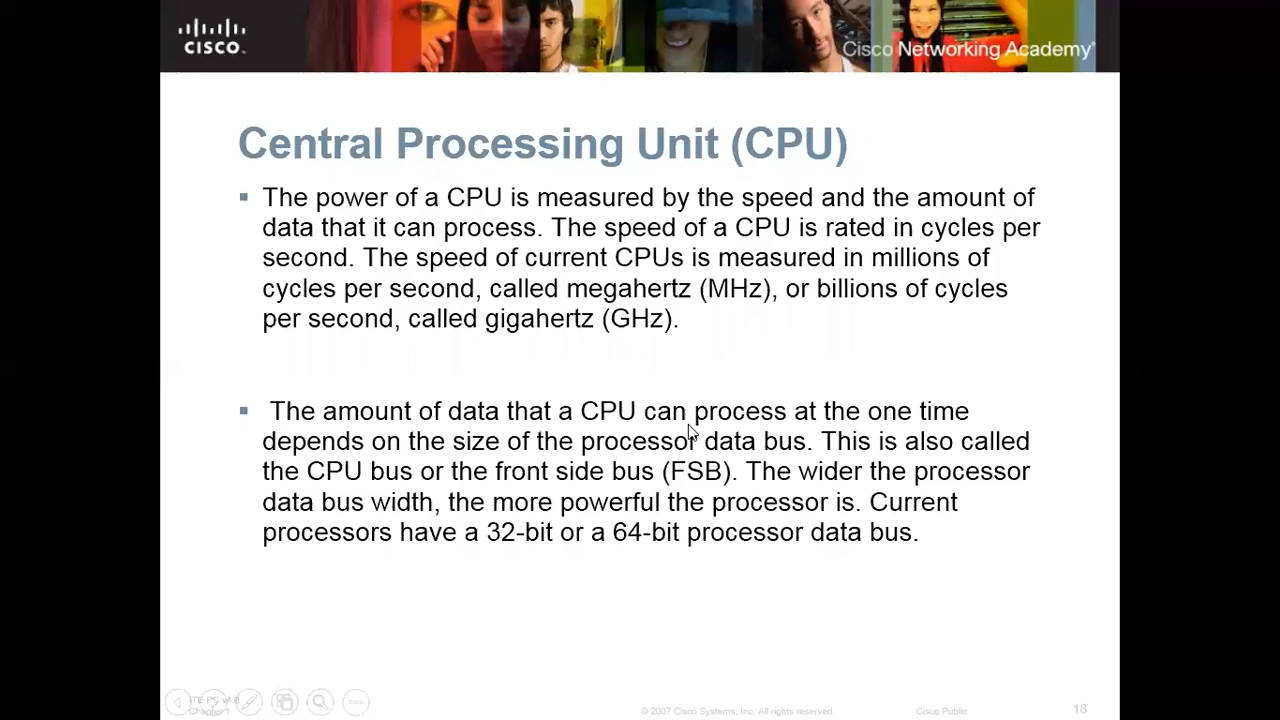 CISCO
Cisco Networking Academy
Central Processing Unit (CPU)
The power of a CPU is measured by the speed and the amount of
data that it can process. The speed of a CPU is rated in cycles per
second. The speed of current CPUs is measured in millions of
cycles per second, called megahertz (MHz), or billions of cycles
per second, called gigahertz (GHz).
The amount of data that a CPU can process at the one time
depends on the size of the processor data bus. This is also called
the CPU bus or the front side bus (FSB). The wider the processor
data bus width, the more powerful the processor is. Current
processors have a 32-bit or a 64-bit processor data bus.
ITE PC v4.0
Chapter 1
© 2007 Cisco Systems, Inc. All rights reserved.
Cisco Public
18